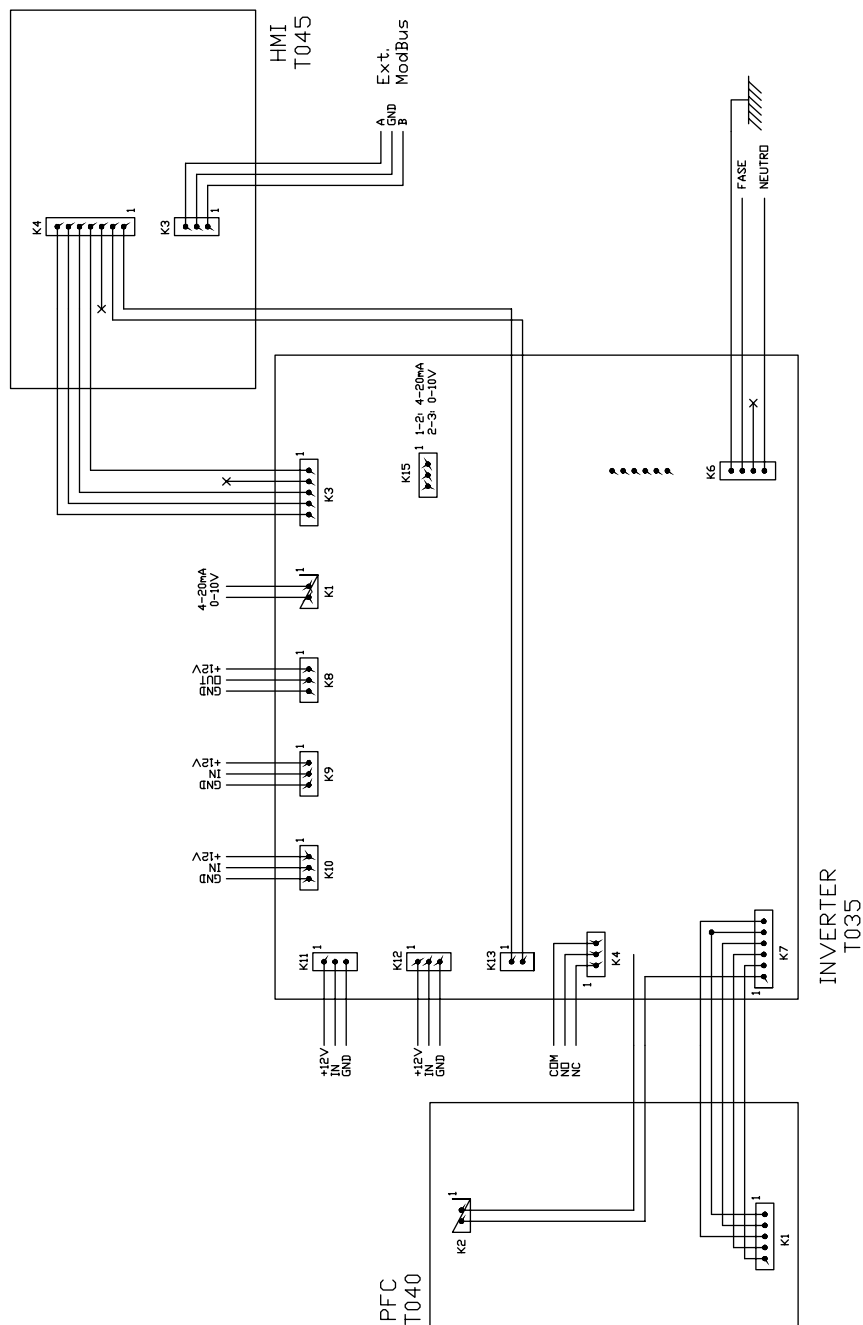 HMI
T045
Ext.
ModBus
A
GND
B
K4
1
K3
1
FASE
NEUTRO
1-2: 4-20mA
2-3: 0-10V
K15
1
K6
K3
1
4-20mA
0-10V
K1
1
+12V
OUT
GND
K8
1
+12V
IN
GND
K9
1
+12V
IN
GND
K10
1
K11
1
+12V
IN
GND
K12
1
+12V
IN
GND
K13
1
K4
1
COM
NO
NC
K7
1
INVERTER
T035
K2
1
K1
1
PFC
T040